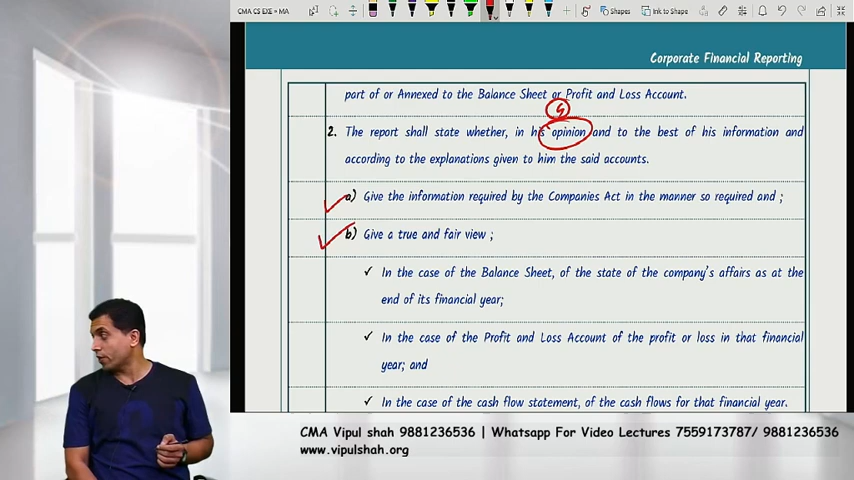 CMA CS EXE + MA
Shapes
Ink to Shape
Corporate Financial Reporting
part of or Annexed to the Balance Sheet or Profit and Loss Account.
2. The report shall state whether, in his opinion and to the best of his information and
according to the explanations given to him the said accounts.
a) Give the information required by the Companies Act in the manner so required and ;
b) Give a true and fair view ;
✓ In the case of the Balance Sheet, of the state of the company's affairs as at the
end of its financial year;
✓ In the case of the Profit and Loss Account of the profit or loss in that financial
year; and
✓ In the case of the cash flow statement, of the cash flows for that financial year.
CMA Vipul shah 9881236536 | Whatsapp For Video Lectures 7559173787/ 9881236536
www.vipulshah.org